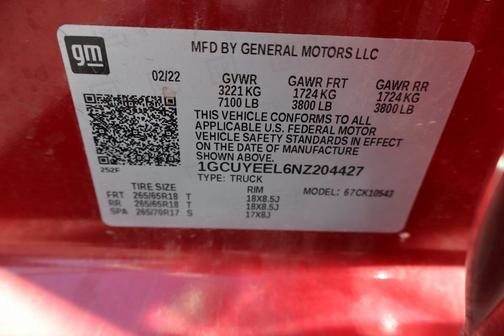 gm
MFD BY GENERAL MOTORS LLC
02/22 GVWR GAWR FRT GAWR RR
3221 KG 1724 KG 1724 KG
7100 LB 3800 LB 3800 LB
THIS VEHICLE CONFORMS TO ALL
APPLICABLE U.S. FEDERAL MOTOR
VEHICLE SAFETY STANDARDS IN EFFECT
ON THE DATE OF MANUFACTURE
SHOWN ABOVE.
1GCUYEEL6NZ204427
252F TYPE: TRUCK
TIRE SIZE RIM MODEL: 67CK10543
FRT 265/65R18 T 18X8.5J
RR 265/65R18 T 18X8.5J
SPA 265/70R17 S 17X8J